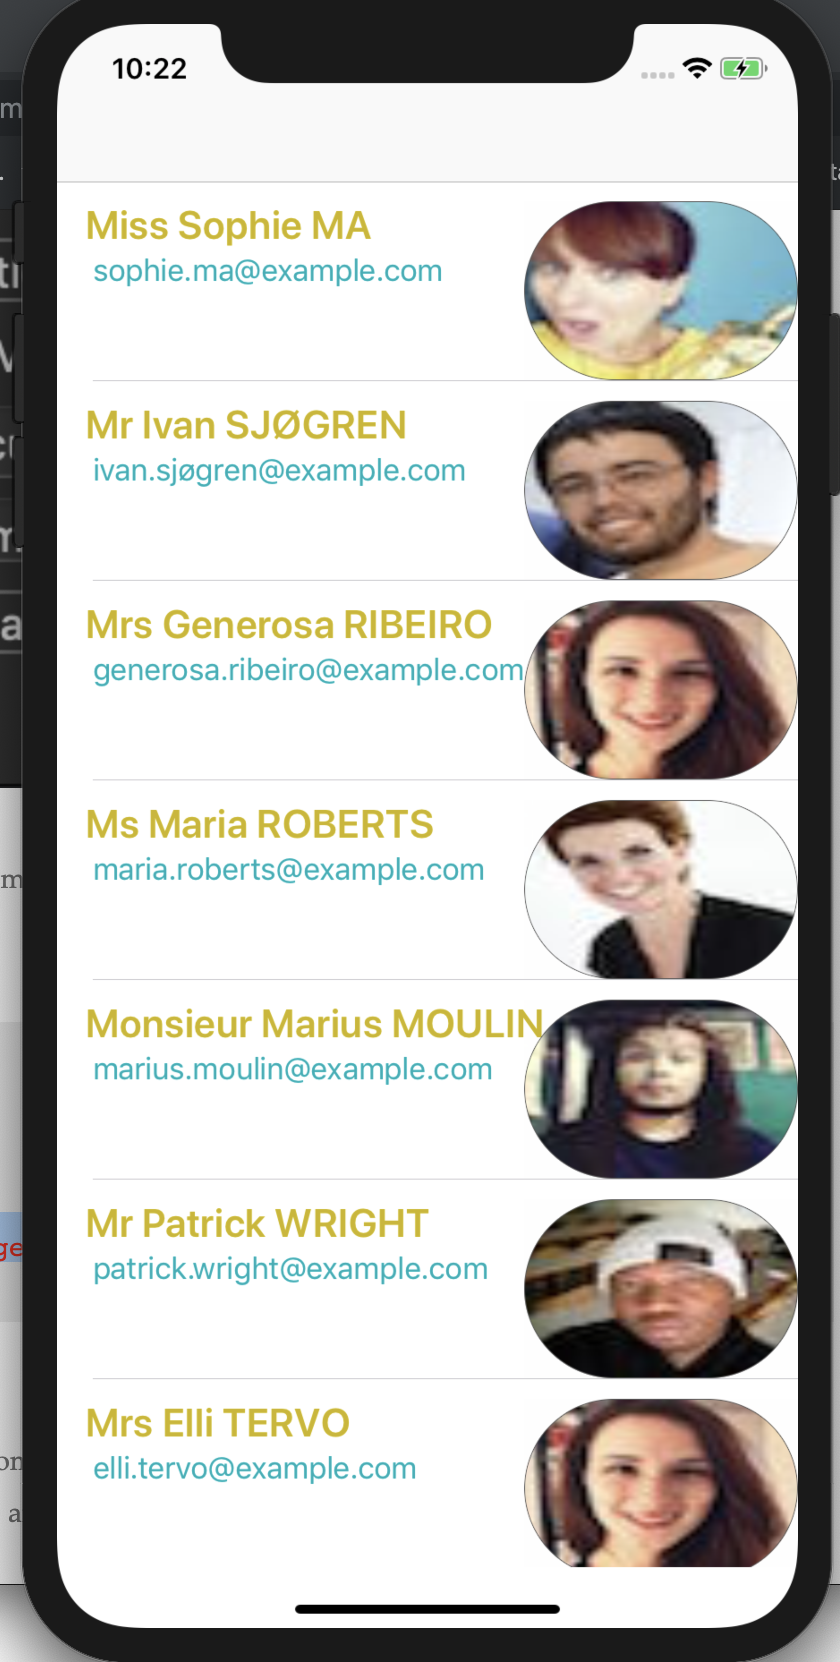 10:22
Miss Sophie MA
sophie.ma@example.com
Mr Ivan SJØGREN
ivan.sjøgren@example.com
Mrs Generosa RIBEIRO
generosa.ribeiro@example.com
Ms Maria ROBERTS
maria.roberts@example.com
Monsieur Marius MOULIN
marius.moulin@example.com
Mr Patrick WRIGHT
patrick.wright@example.com
Mrs Elli TERVO
elli.tervo@example.com